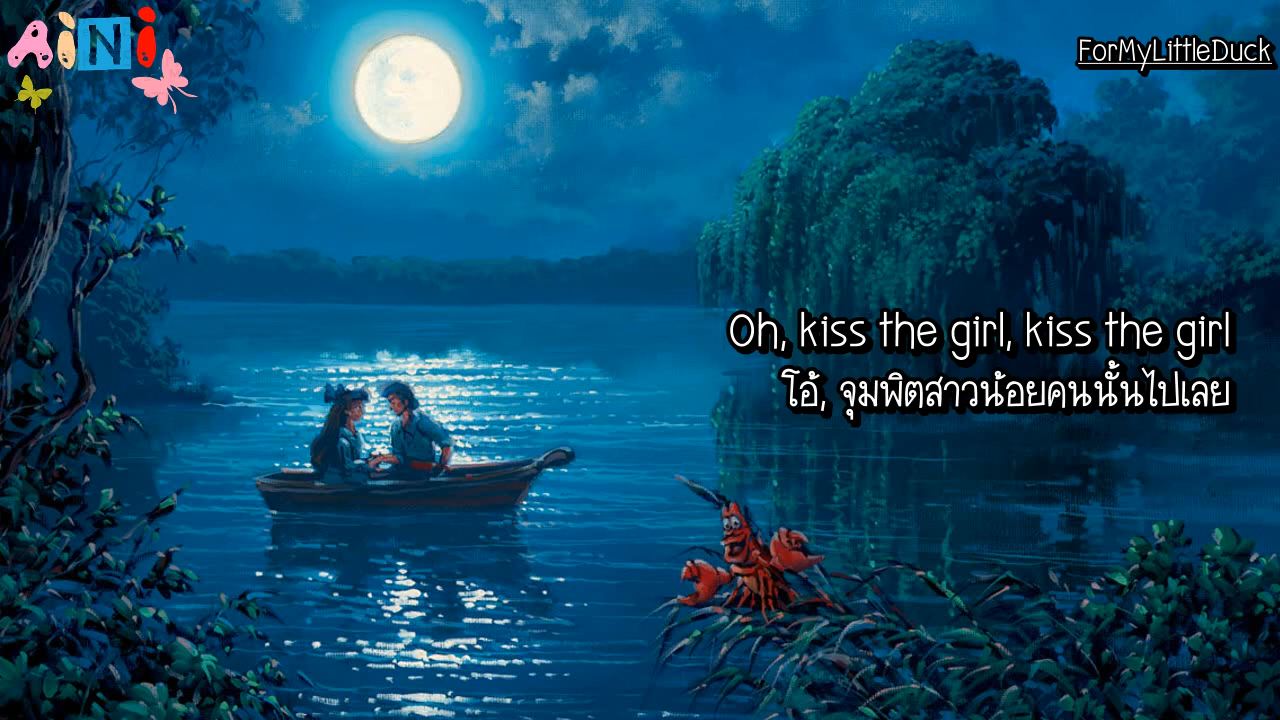 AiNi
ForMyLittleDuck
Oh, kiss the girl, kiss the girl
โอ้, จุมพิตสาวน้อยคนนั้นไปเลย